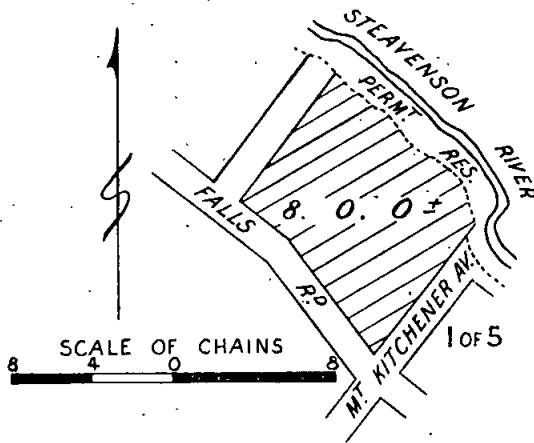 STEAVENSON RIVER
PERMT RES.
8. 0. 0±
FALLS RD
MT KITCHENER AV.
1 OF 5
SCALE OF CHAINS
8 4 0 8